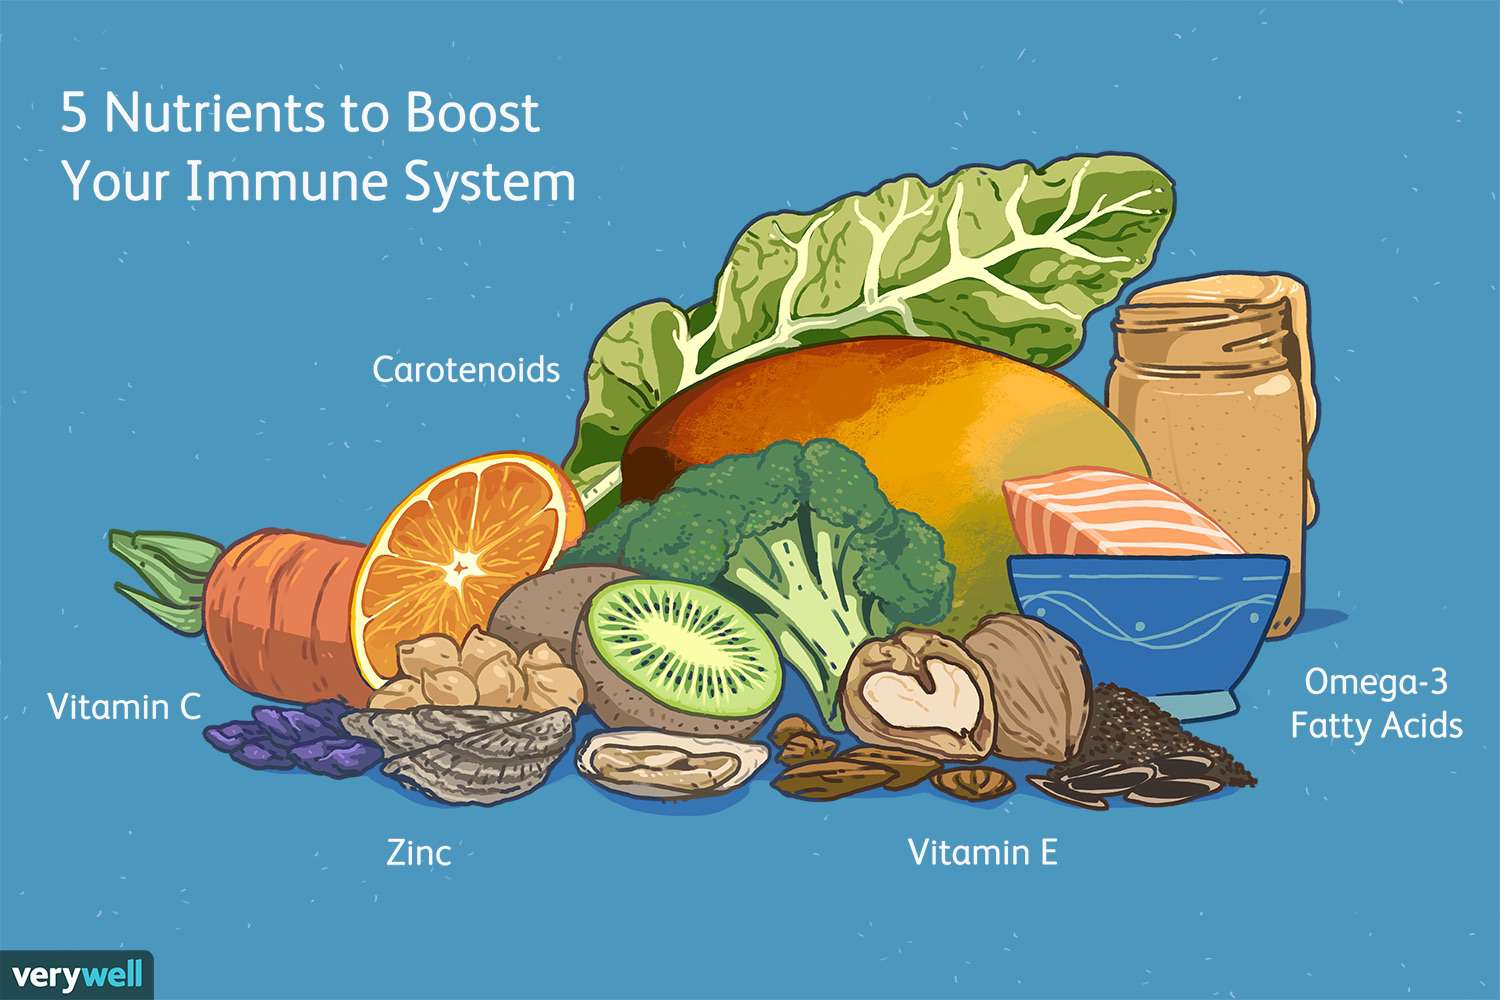 5 Nutrients to Boost
Your Immune System
Carotenoids
Vitamin C
Omega-3
Fatty Acids
Zinc
Vitamin E
verywell